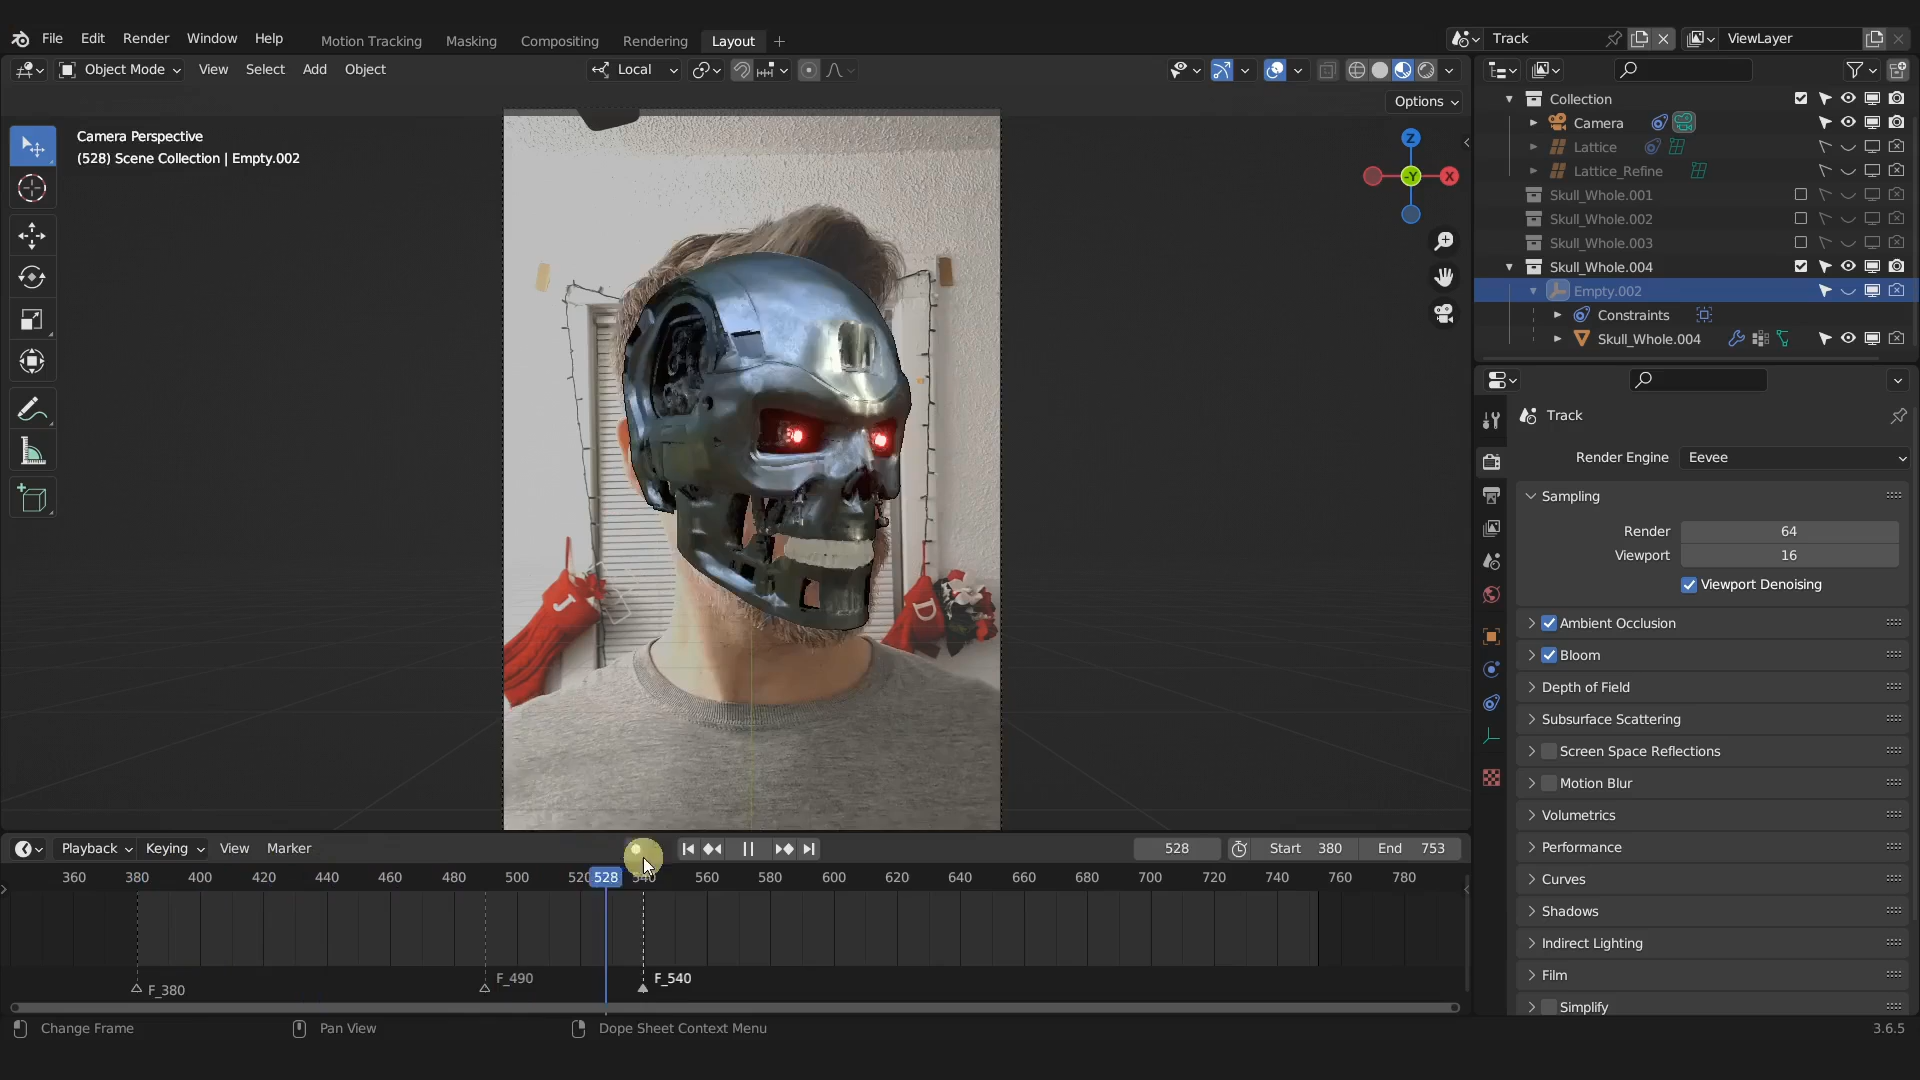 File Edit Render Window Help
Motion Tracking Masking Compositing Rendering Layout
Track
ViewLayer
Object Mode View Select Add Object
Local
Options
Camera Perspective
(528) Scene Collection | Empty.002
Z
-Y
X
J
D
Collection
Camera
Lattice
Lattice_Refine
Skull_Whole.001
Skull_Whole.002
Skull_Whole.003
Skull_Whole.004
Empty.002
Constraints
Skull_Whole.004
Track
Render Engine Eevee
Sampling
Render 64
Viewport 16
Viewport Denoising
Ambient Occlusion
Bloom
Depth of Field
Subsurface Scattering
Screen Space Reflections
Motion Blur
Volumetrics
Performance
Curves
Shadows
Indirect Lighting
Film
Simplify
Playback Keying View Marker
528 Start 380 End 753
360 380 400 420 440 460 480 500 520 528 540 560 580 600 620 640 660 680 700 720 740 760 780
F_380 F_490 F_540
Change Frame Pan View Dope Sheet Context Menu
3.6.5